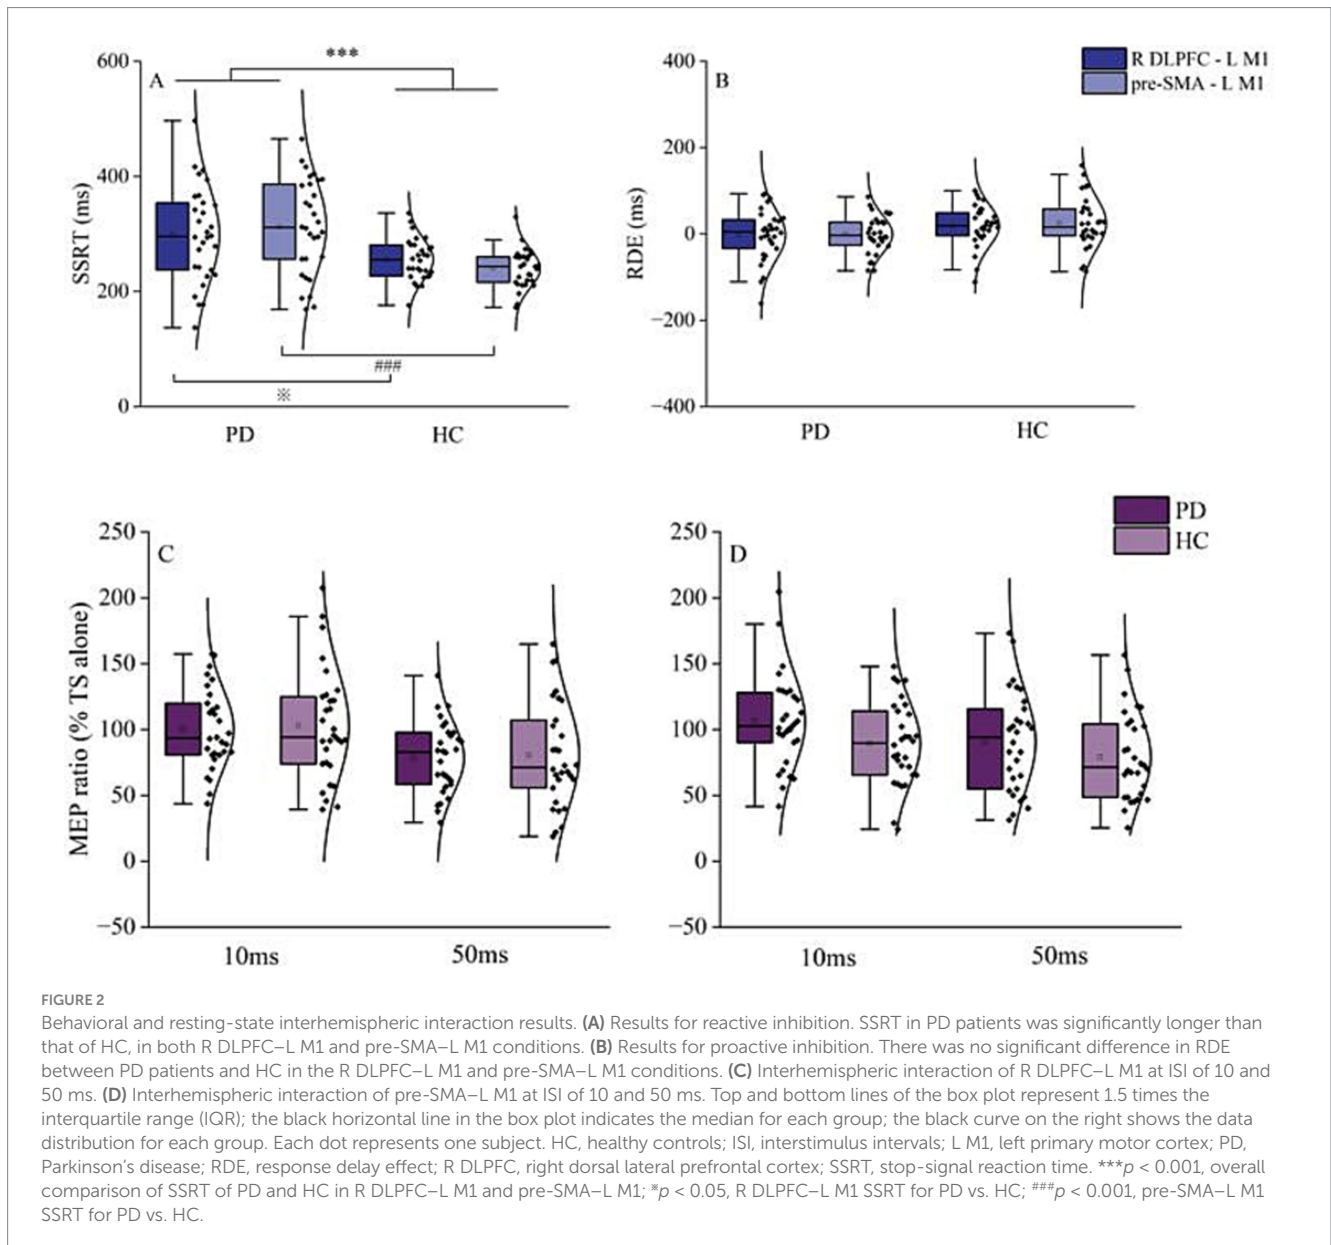 600
400
200
0
SSRT (ms)
A
***
###
※
PD
HC
400
200
0
−200
−400
RDE (ms)
B
R DLPFC - L M1
pre-SMA - L M1
PD
HC
250
200
150
100
50
0
−50
MEP ratio (% TS alone)
C
10ms
50ms
250
200
150
100
50
0
−50
D
PD
HC
10ms
50ms
FIGURE 2
Behavioral and resting-state interhemispheric interaction results. (A) Results for reactive inhibition. SSRT in PD patients was significantly longer than
that of HC, in both R DLPFC–L M1 and pre-SMA–L M1 conditions. (B) Results for proactive inhibition. There was no significant difference in RDE
between PD patients and HC in the R DLPFC–L M1 and pre-SMA–L M1 conditions. (C) Interhemispheric interaction of R DLPFC–L M1 at ISI of 10 and
50 ms. (D) Interhemispheric interaction of pre-SMA–L M1 at ISI of 10 and 50 ms. Top and bottom lines of the box plot represent 1.5 times the
interquartile range (IQR); the black horizontal line in the box plot indicates the median for each group; the black curve on the right shows the data
distribution for each group. Each dot represents one subject. HC, healthy controls; ISI, interstimulus intervals; L M1, left primary motor cortex; PD,
Parkinson's disease; RDE, response delay effect; R DLPFC, right dorsal lateral prefrontal cortex; SSRT, stop-signal reaction time. ***p < 0.001, overall
comparison of SSRT of PD and HC in R DLPFC–L M1 and pre-SMA–L M1; ※p < 0.05, R DLPFC–L M1 SSRT for PD vs. HC; ###p < 0.001, pre-SMA–L M1
SSRT for PD vs. HC.